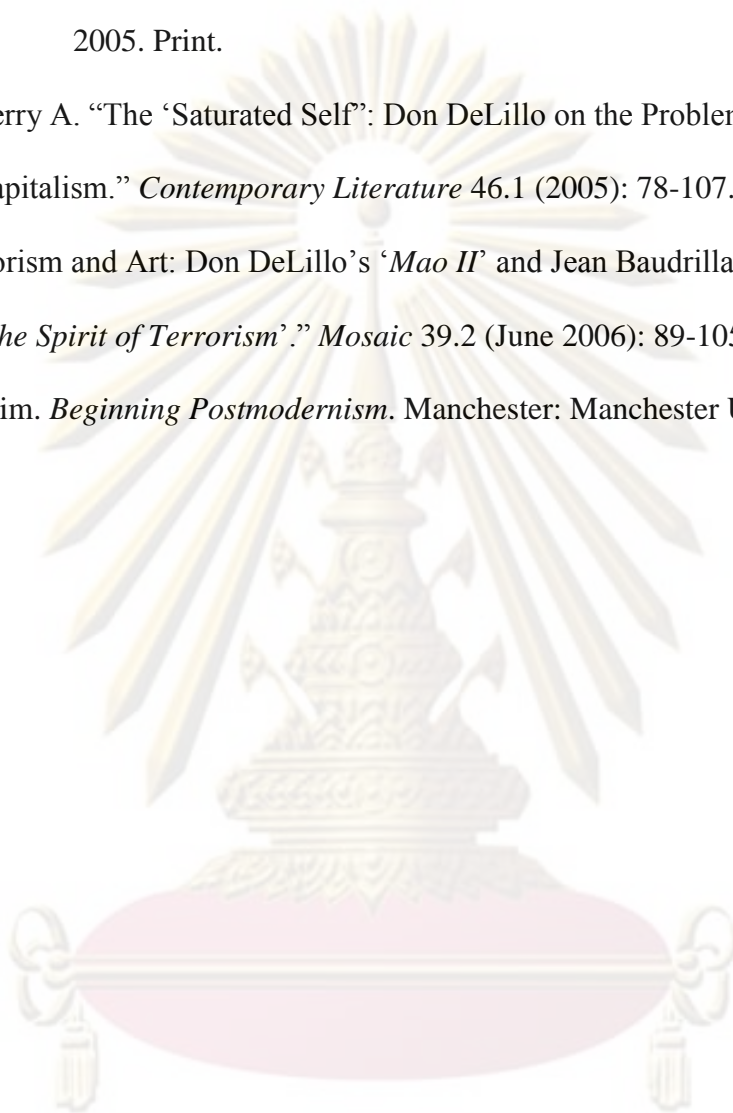 2005. Print.
erry A. “The ‘Saturated Self”: Don DeLillo on the Problem
apitalism.” Contemporary Literature 46.1 (2005): 78-107.
orism and Art: Don DeLillo’s ‘Mao II’ and Jean Baudrilla
he Spirit of Terrorism’.” Mosaic 39.2 (June 2006): 89-105
im. Beginning Postmodernism. Manchester: Manchester U